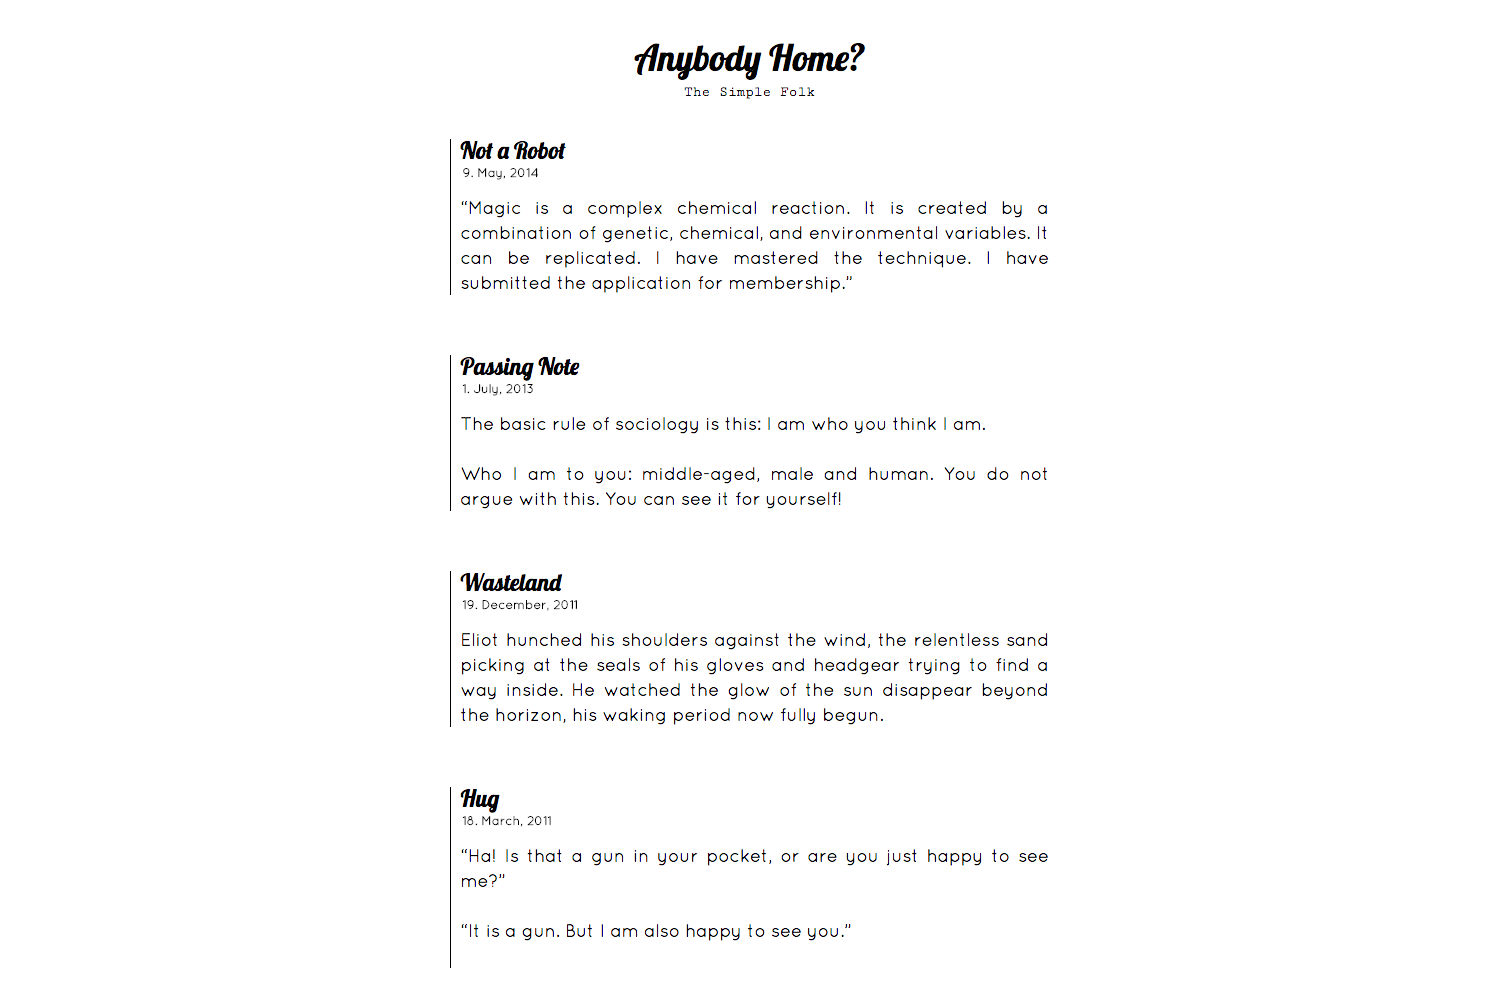 Anybody Home?
The Simple Folk
Not a Robot
9. May, 2014
“Magic is a complex chemical reaction. It is created by a
combination of genetic, chemical, and environmental variables. It
can be replicated. I have mastered the technique. I have
submitted the application for membership.”
Passing Note
1. July, 2013
The basic rule of sociology is this: I am who you think I am.
Who I am to you: middle-aged, male and human. You do not
argue with this. You can see it for yourself!
Wasteland
19. December, 2011
Eliot hunched his shoulders against the wind, the relentless sand
picking at the seals of his gloves and headgear trying to find a
way inside. He watched the glow of the sun disappear beyond
the horizon, his waking period now fully begun.
Hug
18. March, 2011
“Ha! Is that a gun in your pocket, or are you just happy to see
me?”
“It is a gun. But I am also happy to see you.”